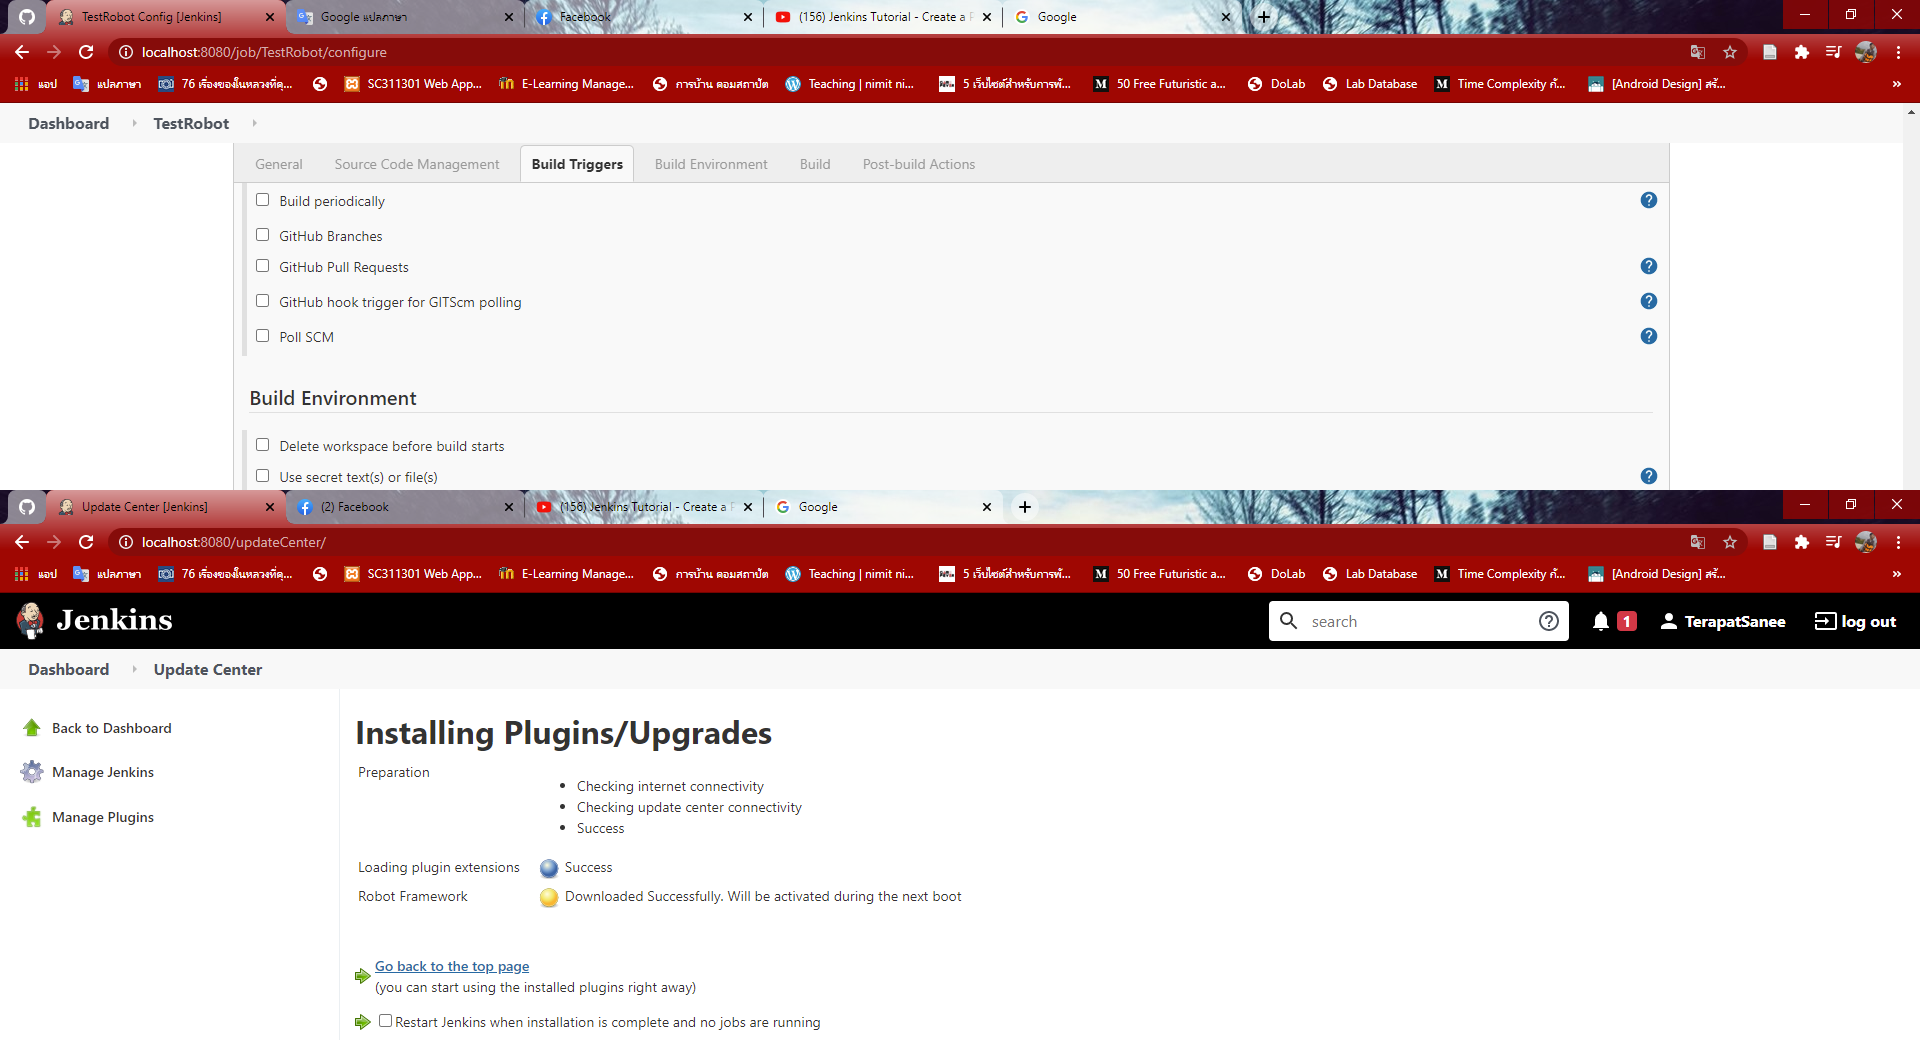 TestRobot Config [Jenkins]
Google แปลภาษา
Facebook
(156) Jenkins Tutorial - Create a F
Google
localhost:8080/job/TestRobot/configure
แอป
แปลภาษา
76 เรื่องของในหลวงที่คุ...
SC311301 Web App...
E-Learning Manage...
การบ้าน ดอมสถาปัต
Teaching | nimit ni...
5 เว็บไซต์สำหรับการพั...
50 Free Futuristic a...
DoLab
Lab Database
Time Complexity ก้...
[Android Design] สร้...
»
Dashboard
TestRobot
General
Source Code Management
Build Triggers
Build Environment
Build
Post-build Actions
Build periodically
GitHub Branches
GitHub Pull Requests
GitHub hook trigger for GITScm polling
Poll SCM
Build Environment
Delete workspace before build starts
Use secret text(s) or file(s)
Update Center [Jenkins]
(2) Facebook
(156) Jenkins Tutorial - Create a F
Google
localhost:8080/updateCenter/
แอป
แปลภาษา
76 เรื่องของในหลวงที่คุ...
SC311301 Web App...
E-Learning Manage...
การบ้าน ดอมสถาปัต
Teaching | nimit ni...
5 เว็บไซต์สำหรับการพั...
50 Free Futuristic a...
DoLab
Lab Database
Time Complexity ก้...
[Android Design] สร้...
»
Jenkins
search
1
TerapatSanee
log out
Dashboard
Update Center
Back to Dashboard
Manage Jenkins
Manage Plugins
Installing Plugins/Upgrades
Preparation
Checking internet connectivity
Checking update center connectivity
Success
Loading plugin extensions
Success
Robot Framework
Downloaded Successfully. Will be activated during the next boot
Go back to the top page
(you can start using the installed plugins right away)
Restart Jenkins when installation is complete and no jobs are running